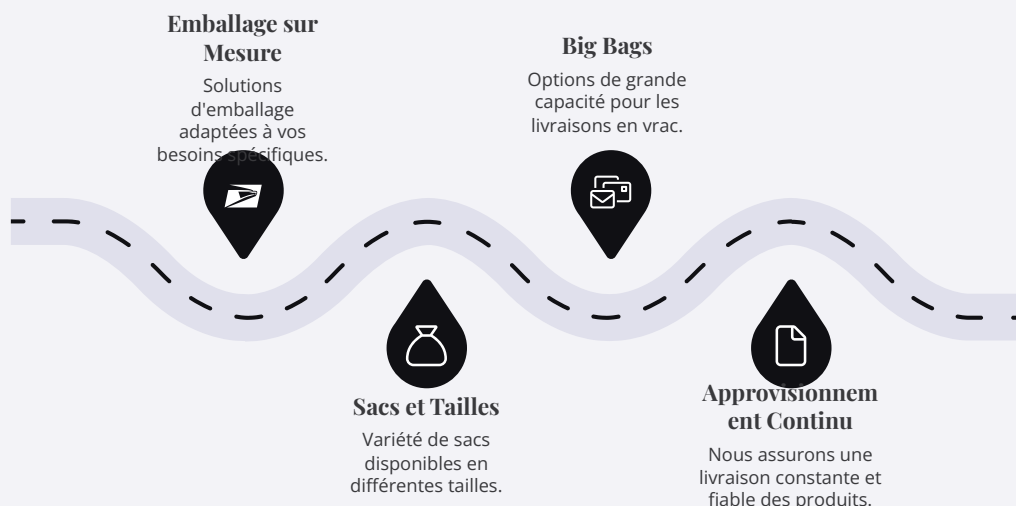 Emballage sur
Mesure
Solutions
d'emballage
adaptées à vos
besoins spécifiques.
Big Bags
Options de grande
capacité pour les
livraisons en vrac.
Sacs et Tailles
Variété de sacs
disponibles en
différentes tailles.
Approvisionnem
ent Continu
Nous assurons une
livraison constante et
fiable des produits.